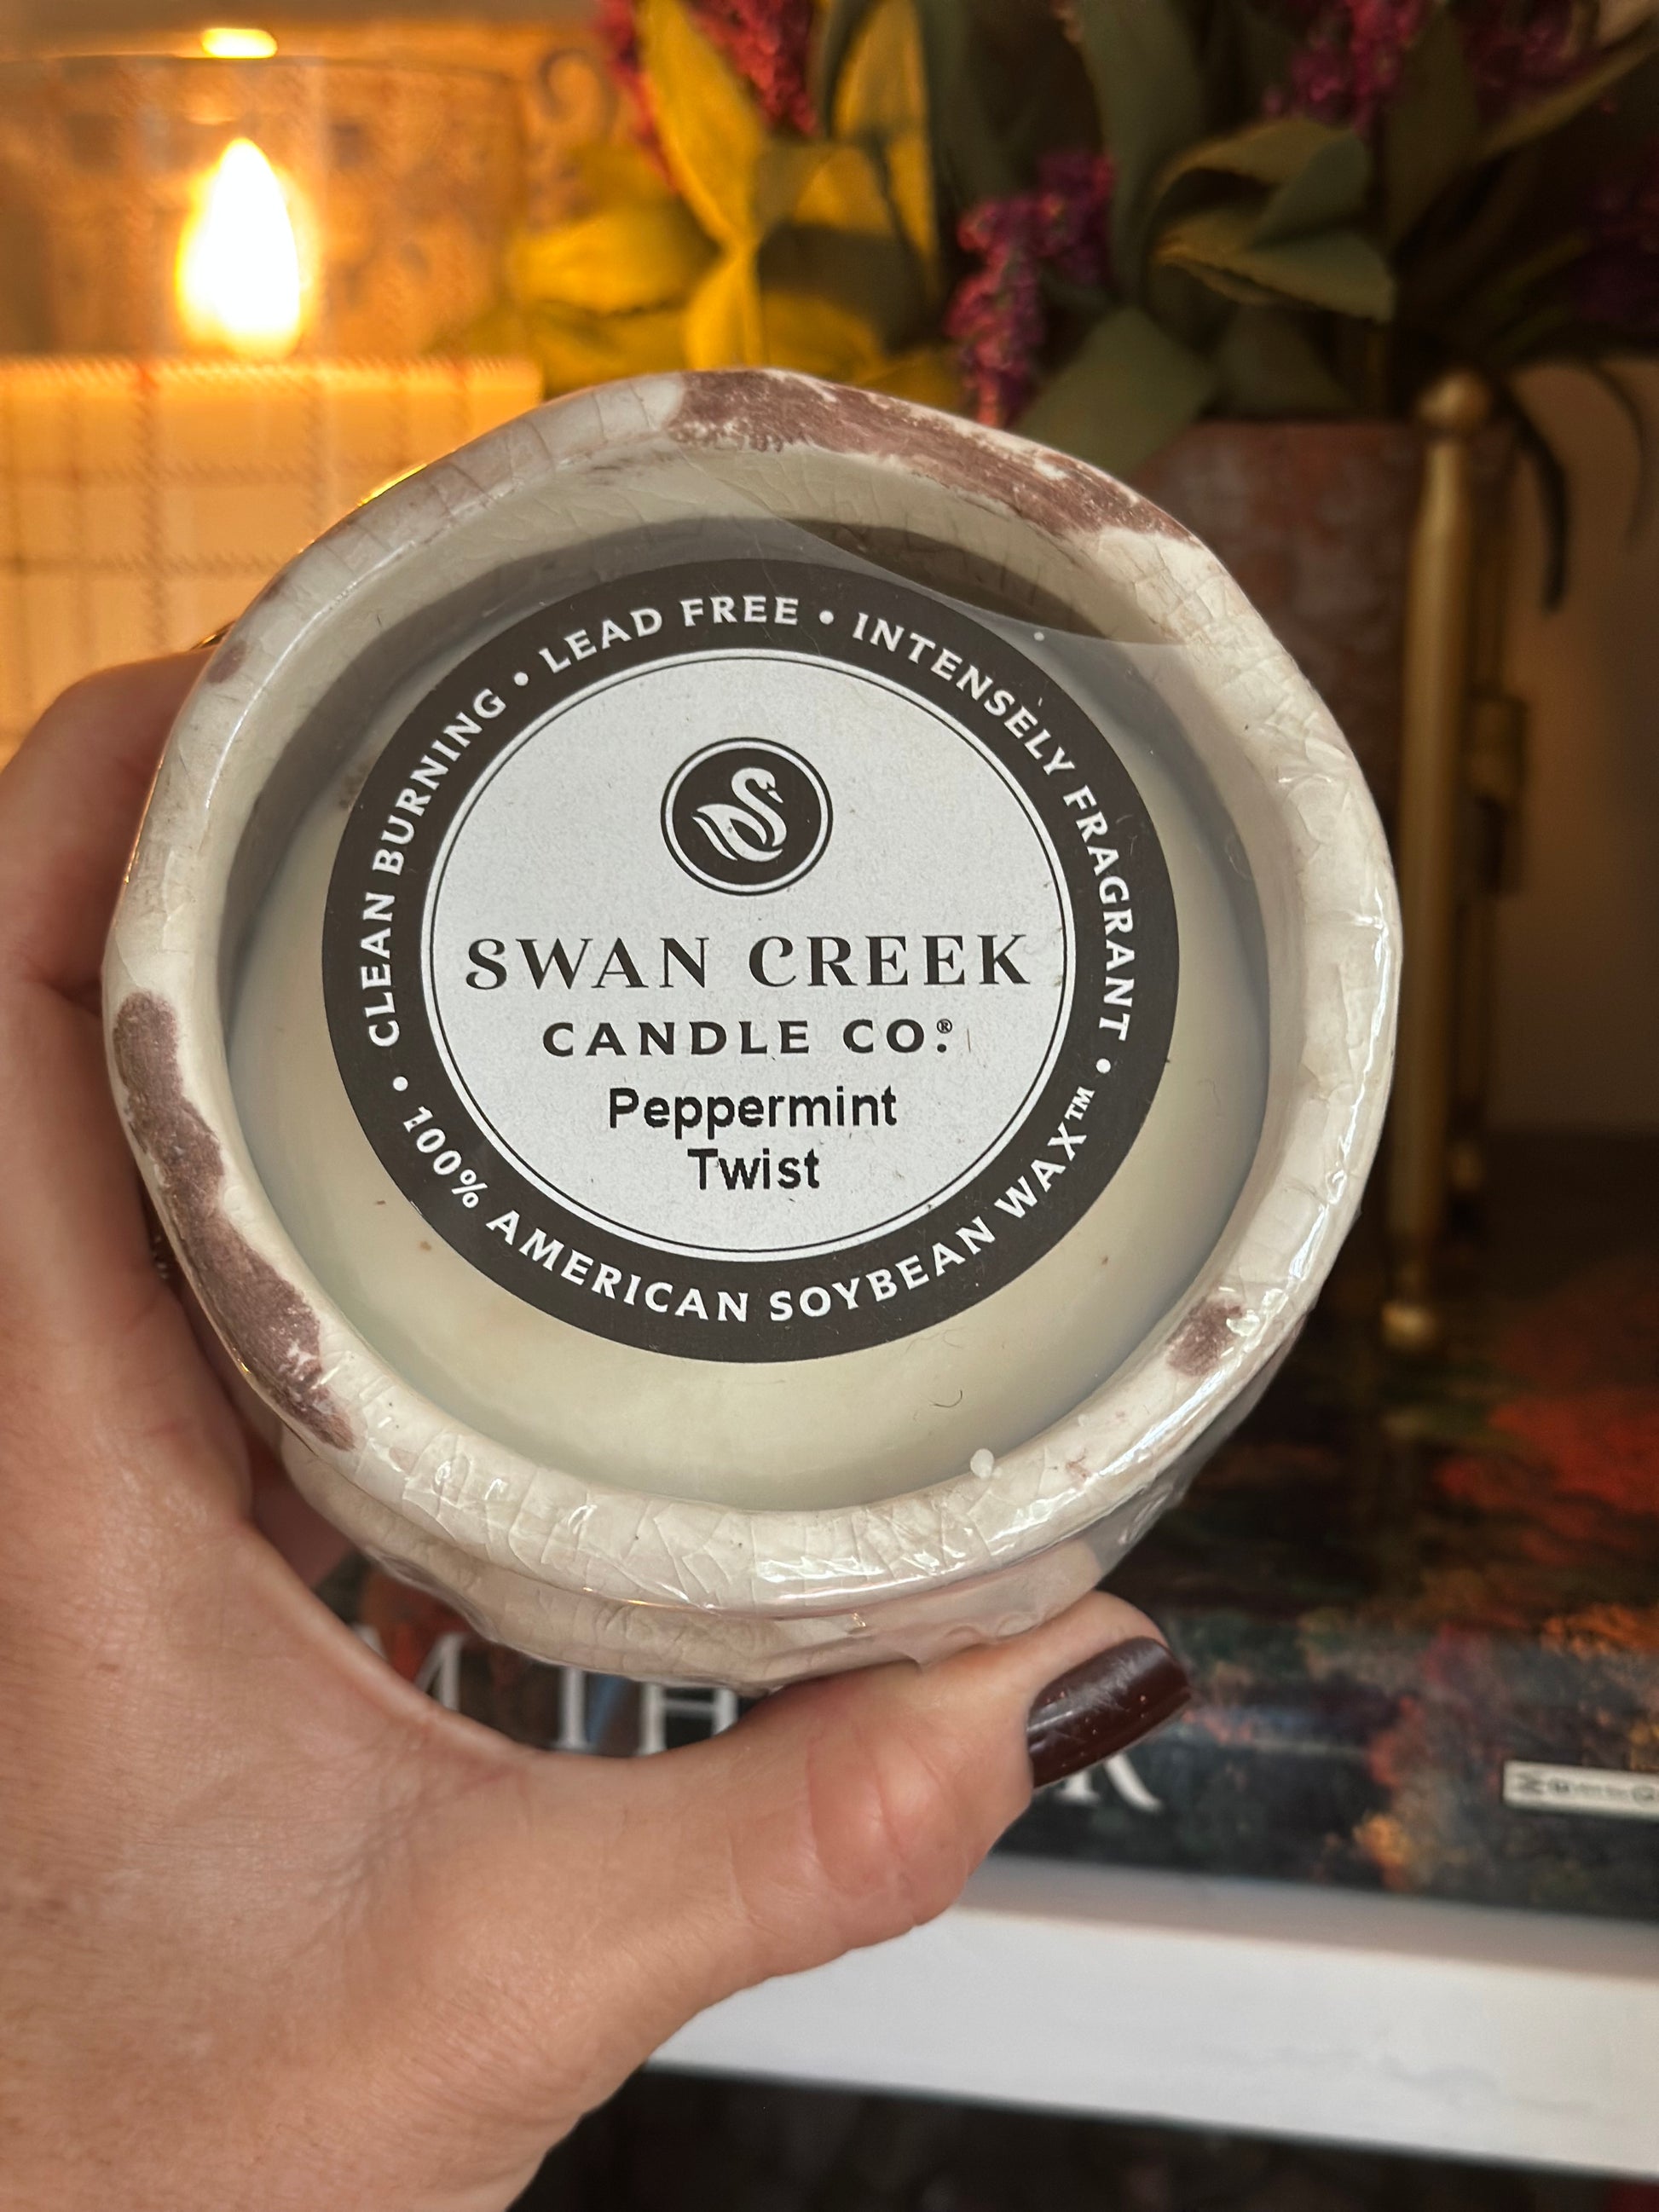 CLEAN BURNING • LEAD FREE • INTENSELY FRAGRANT •
100% AMERICAN SOYBEAN WAX™ •
SWAN CREEK
CANDLE CO.®
Peppermint
Twist